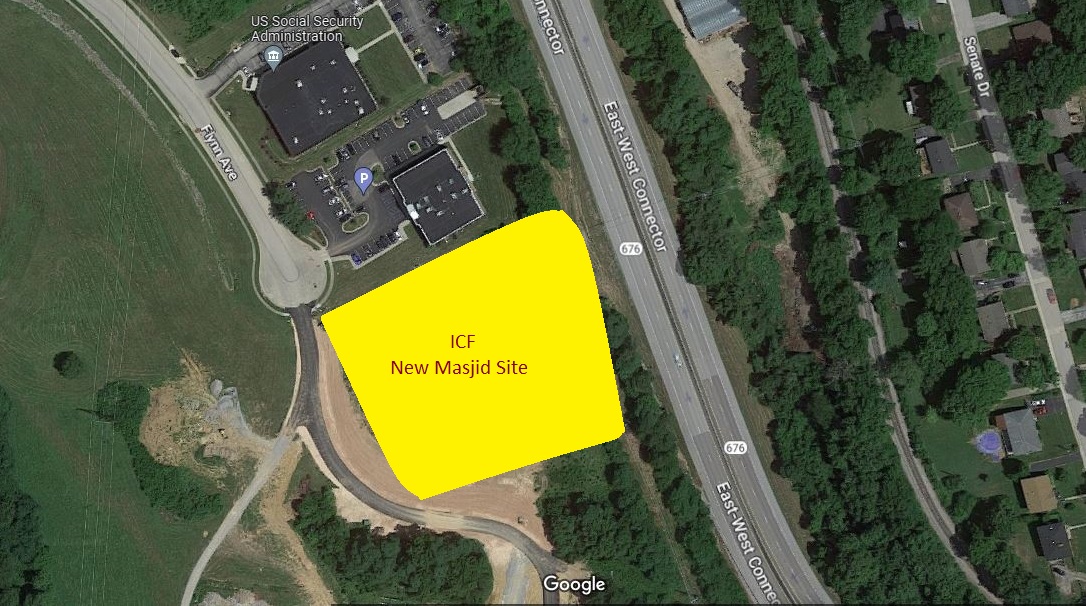 US Social Security
Administration
Flynn Ave
P
nnector
East-West Connector
Senate Dr
676
ICF
New Masjid Site
676
East-West Connec
Google